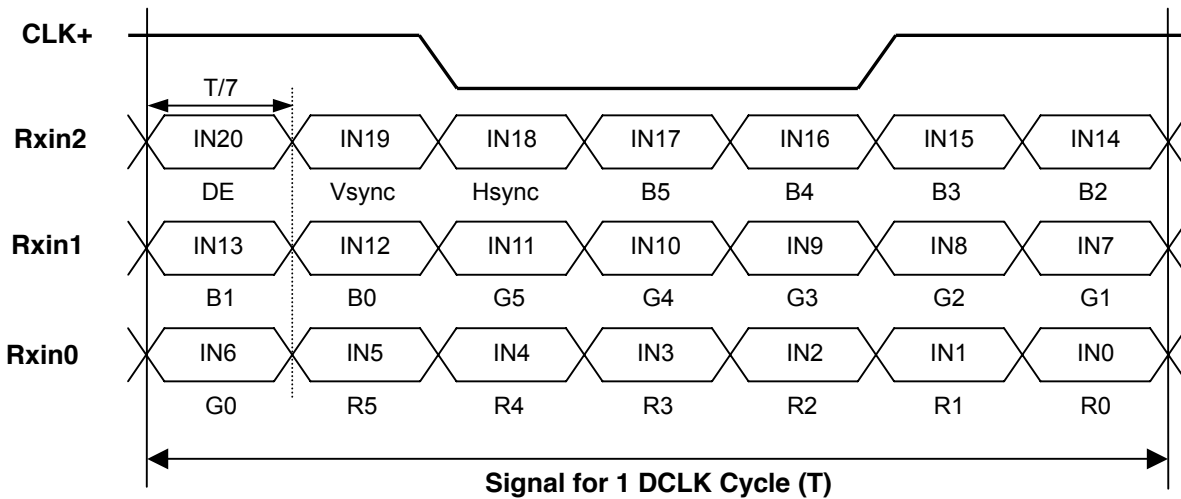 CLK+
T/7
Rxin2 IN20 IN19 IN18 IN17 IN16 IN15 IN14
DE Vsync Hsync B5 B4 B3 B2
Rxin1 IN13 IN12 IN11 IN10 IN9 IN8 IN7
B1 B0 G5 G4 G3 G2 G1
Rxin0 IN6 IN5 IN4 IN3 IN2 IN1 IN0
G0 R5 R4 R3 R2 R1 R0
Signal for 1 DCLK Cycle (T)